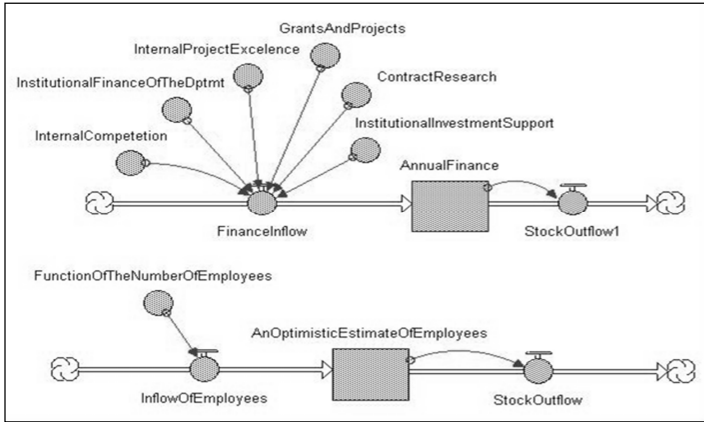 GrantsAndProjects
InternalProjectExcelence
InstitutionalFinanceOfTheDptmt
ContractResearch
InstitutionalInvestmentSupport
InternalCompetetion
AnnualFinance
FinanceInflow
StockOutflow1
FunctionOfTheNumberOfEmployees
AnOptimisticEstimateOfEmployees
InflowOfEmployees
StockOutflow